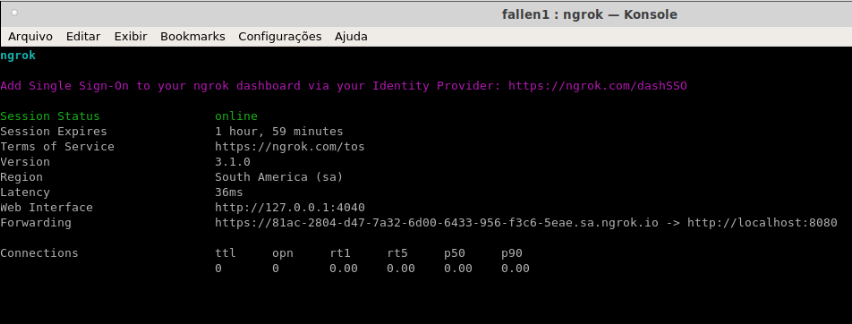 fallen1 : ngrok — Konsole
Arquivo Editar Exibir Bookmarks Configurações Ajuda
ngrok
Add Single Sign-On to your ngrok dashboard via your Identity Provider: https://ngrok.com/dashSSO
Session Status online
Session Expires 1 hour, 59 minutes
Terms of Service https://ngrok.com/tos
Version 3.1.0
Region South America (sa)
Latency 36ms
Web Interface http://127.0.0.1:4040
Forwarding https://81ac-2804-d47-7a32-6d00-6433-956-f3c6-5eae.sa.ngrok.io -> http://localhost:8080
Connections ttl opn rt1 rt5 p50 p90
0 0 0.00 0.00 0.00 0.00